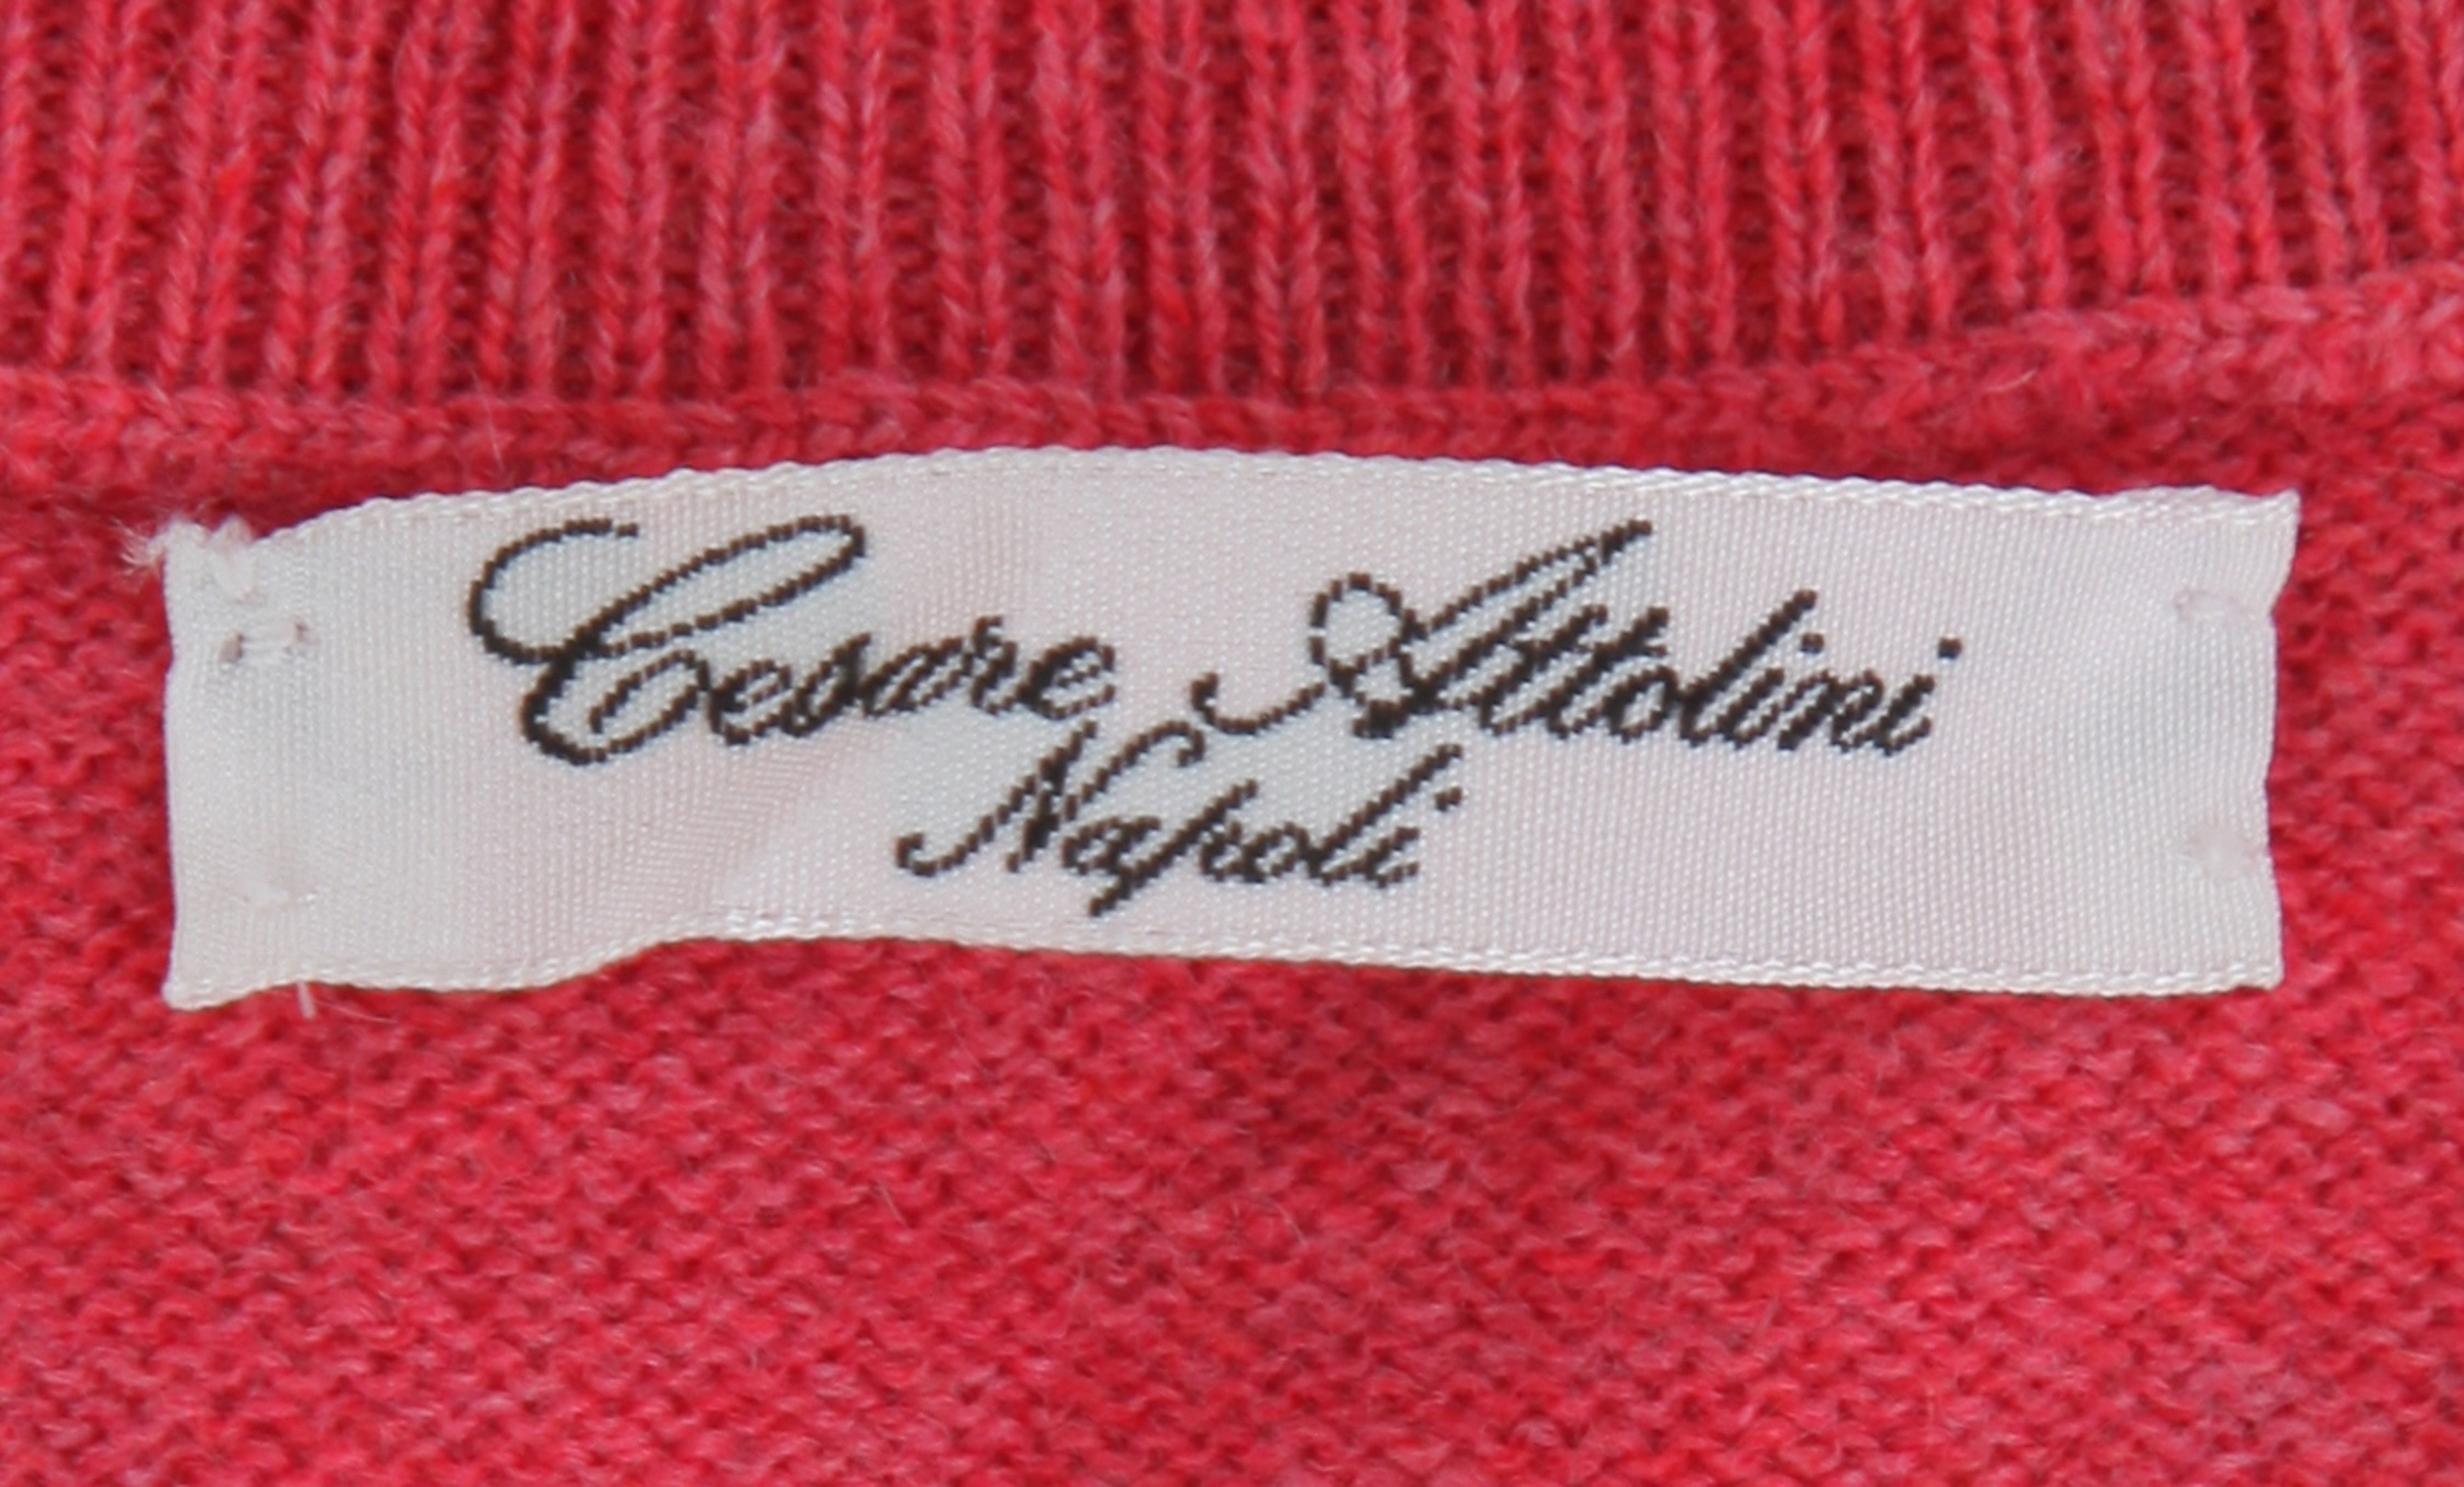 Cesare Attolini
Napoli